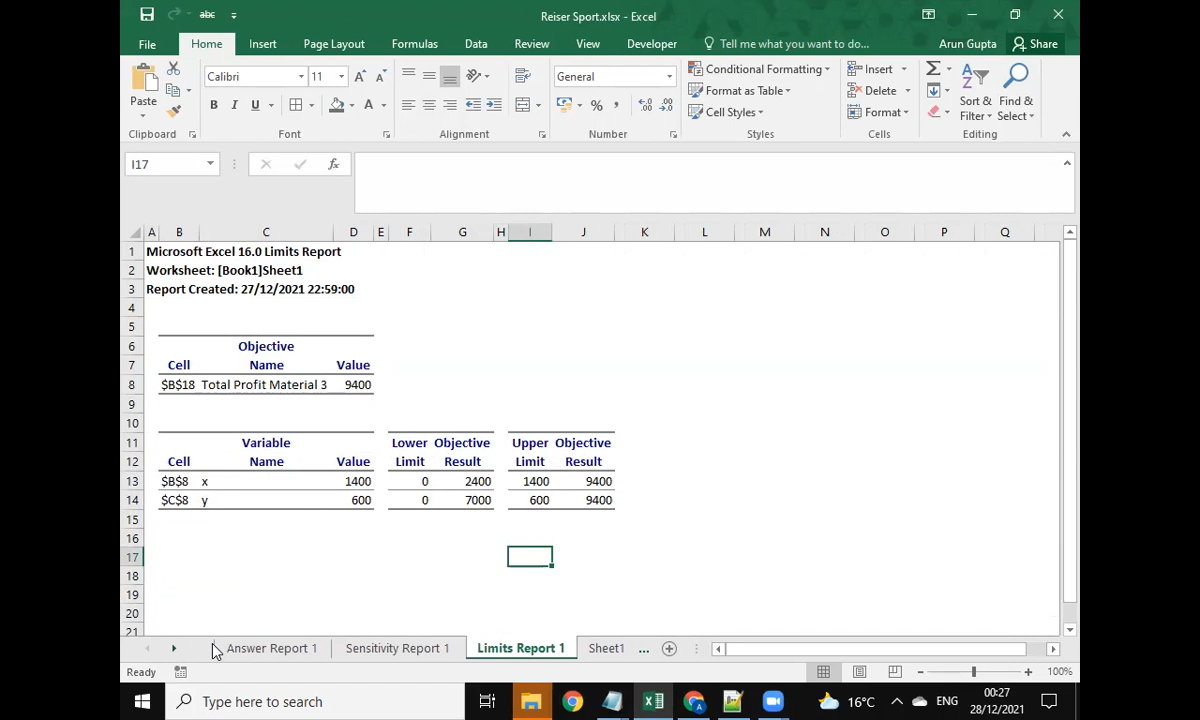 abc
Reiser Sport.xlsx - Excel
File Home Insert Page Layout Formulas Data Review View Developer Tell me what you want to do... Arun Gupta Share
Paste
Clipboard
Calibri 11
B I U A
Font
Alignment
General
% ,
Number
Conditional Formatting
Format as Table
Cell Styles
Styles
Insert
Delete
Format
Cells
Sort & Filter
Find & Select
Editing
I17 fx
A B C D E F G H I J K L M N O P Q
1 Microsoft Excel 16.0 Limits Report
2 Worksheet: [Book1]Sheet1
3 Report Created: 27/12/2021 22:59:00
4
5
6 Objective
7 Cell Name Value
8 $B$18 Total Profit Material 3 9400
9
10
11 Variable Lower Objective Upper Objective
12 Cell Name Value Limit Result Limit Result
13 $B$8 x 1400 0 2400 1400 9400
14 $C$8 y 600 0 7000 600 9400
15
16
17
18
19
20
21
Answer Report 1 Sensitivity Report 1 Limits Report 1 Sheet1 ...
Ready 100%
Type here to search 16°C ENG 00:27
28/12/2021